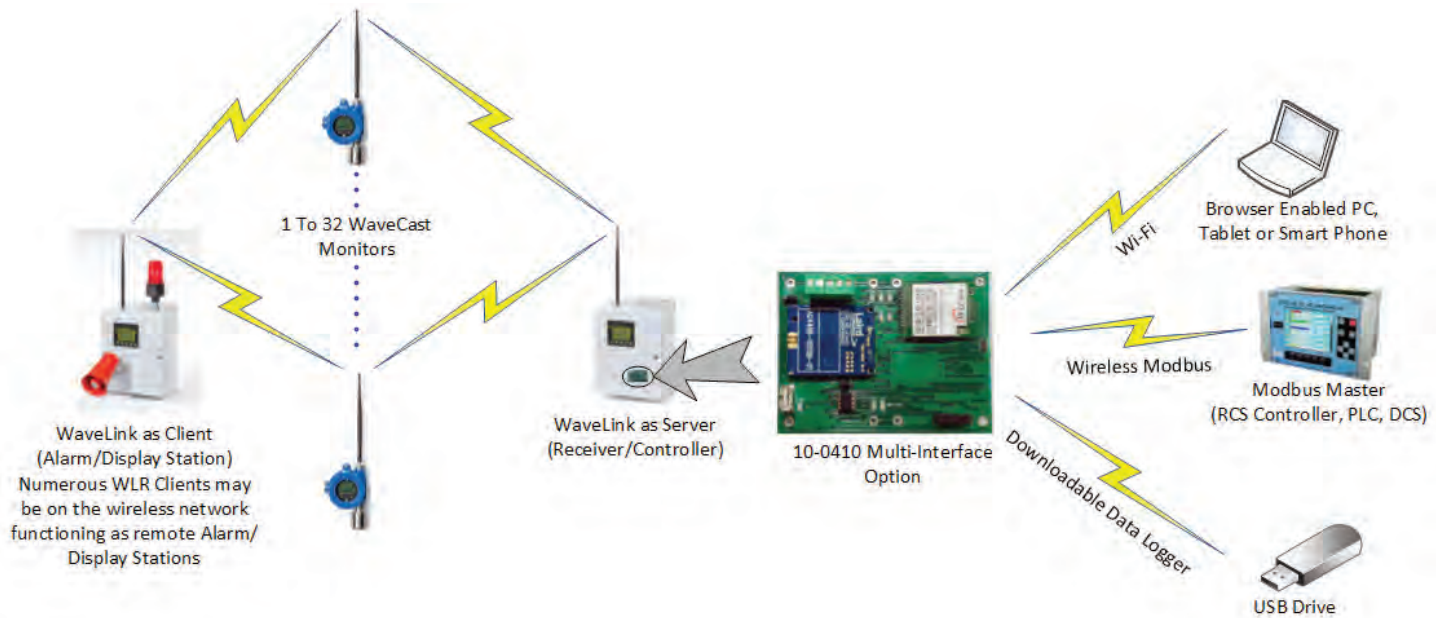 1 To 32 WaveCast
Monitors
WaveLink as Client
(Alarm/Display Station)
Numerous WLR Clients may
be on the wireless network
functioning as remote Alarm/
Display Stations
WaveLink as Server
(Receiver/Controller)
10-0410 Multi-Interface
Option
Wi-Fi
Browser Enabled PC,
Tablet or Smart Phone
Wireless Modbus
Modbus Master
(RCS Controller, PLC, DCS)
Downloadable Data Logger
USB Drive